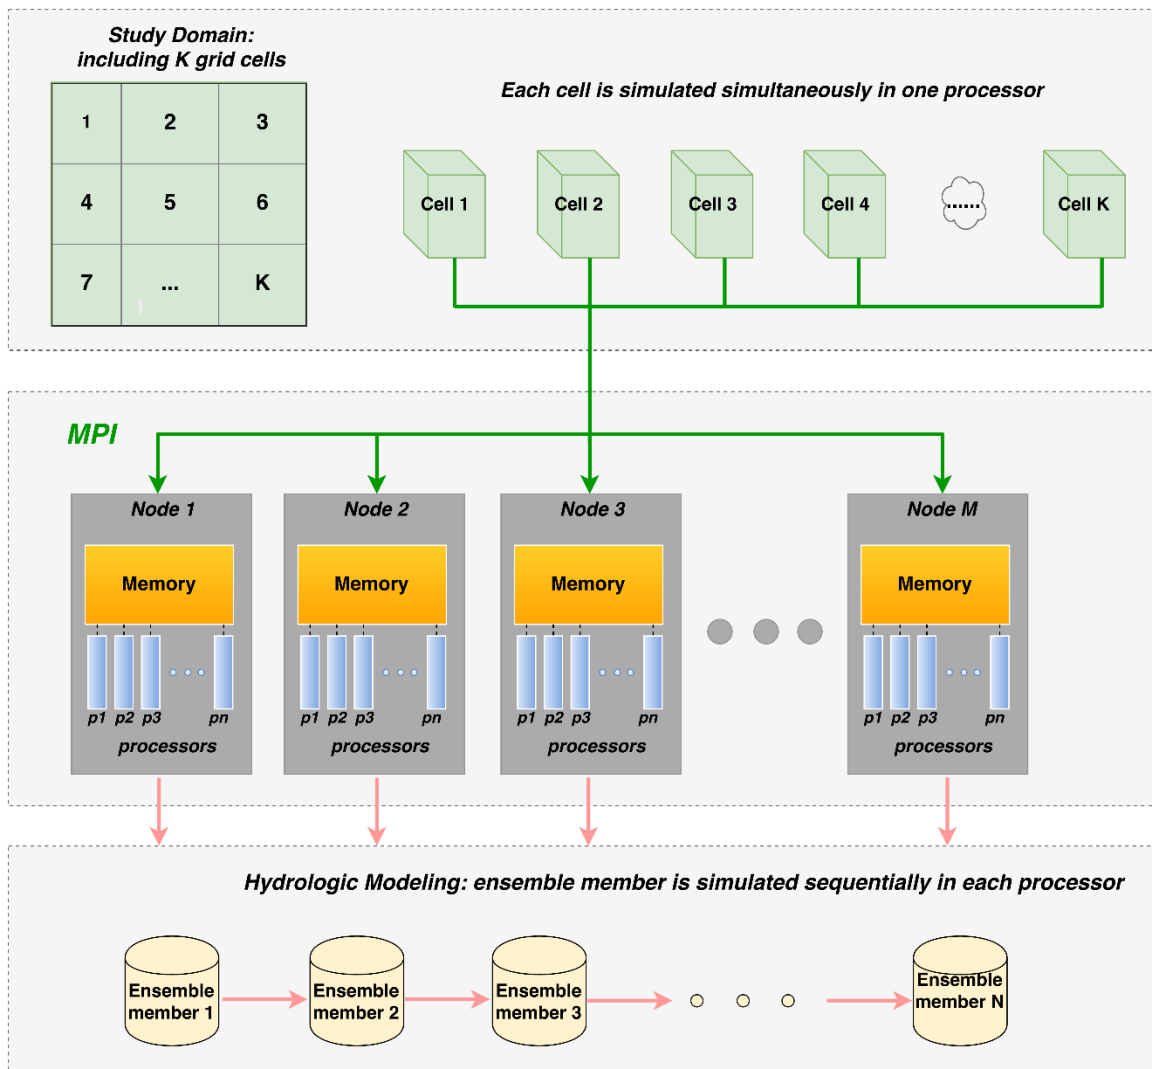 Study Domain:
including K grid cells
1 2 3
4 5 6
7 ... K
Each cell is simulated simultaneously in one processor
Cell 1 Cell 2 Cell 3 Cell 4 ...... Cell K
MPI
Node 1 Node 2 Node 3 Node M
Memory Memory Memory Memory
p1 p2 p3 pn p1 p2 p3 pn p1 p2 p3 pn p1 p2 p3 pn
processors processors processors processors
Hydrologic Modeling: ensemble member is simulated sequentially in each processor
Ensemble member 1
Ensemble member 2
Ensemble member 3
Ensemble member N